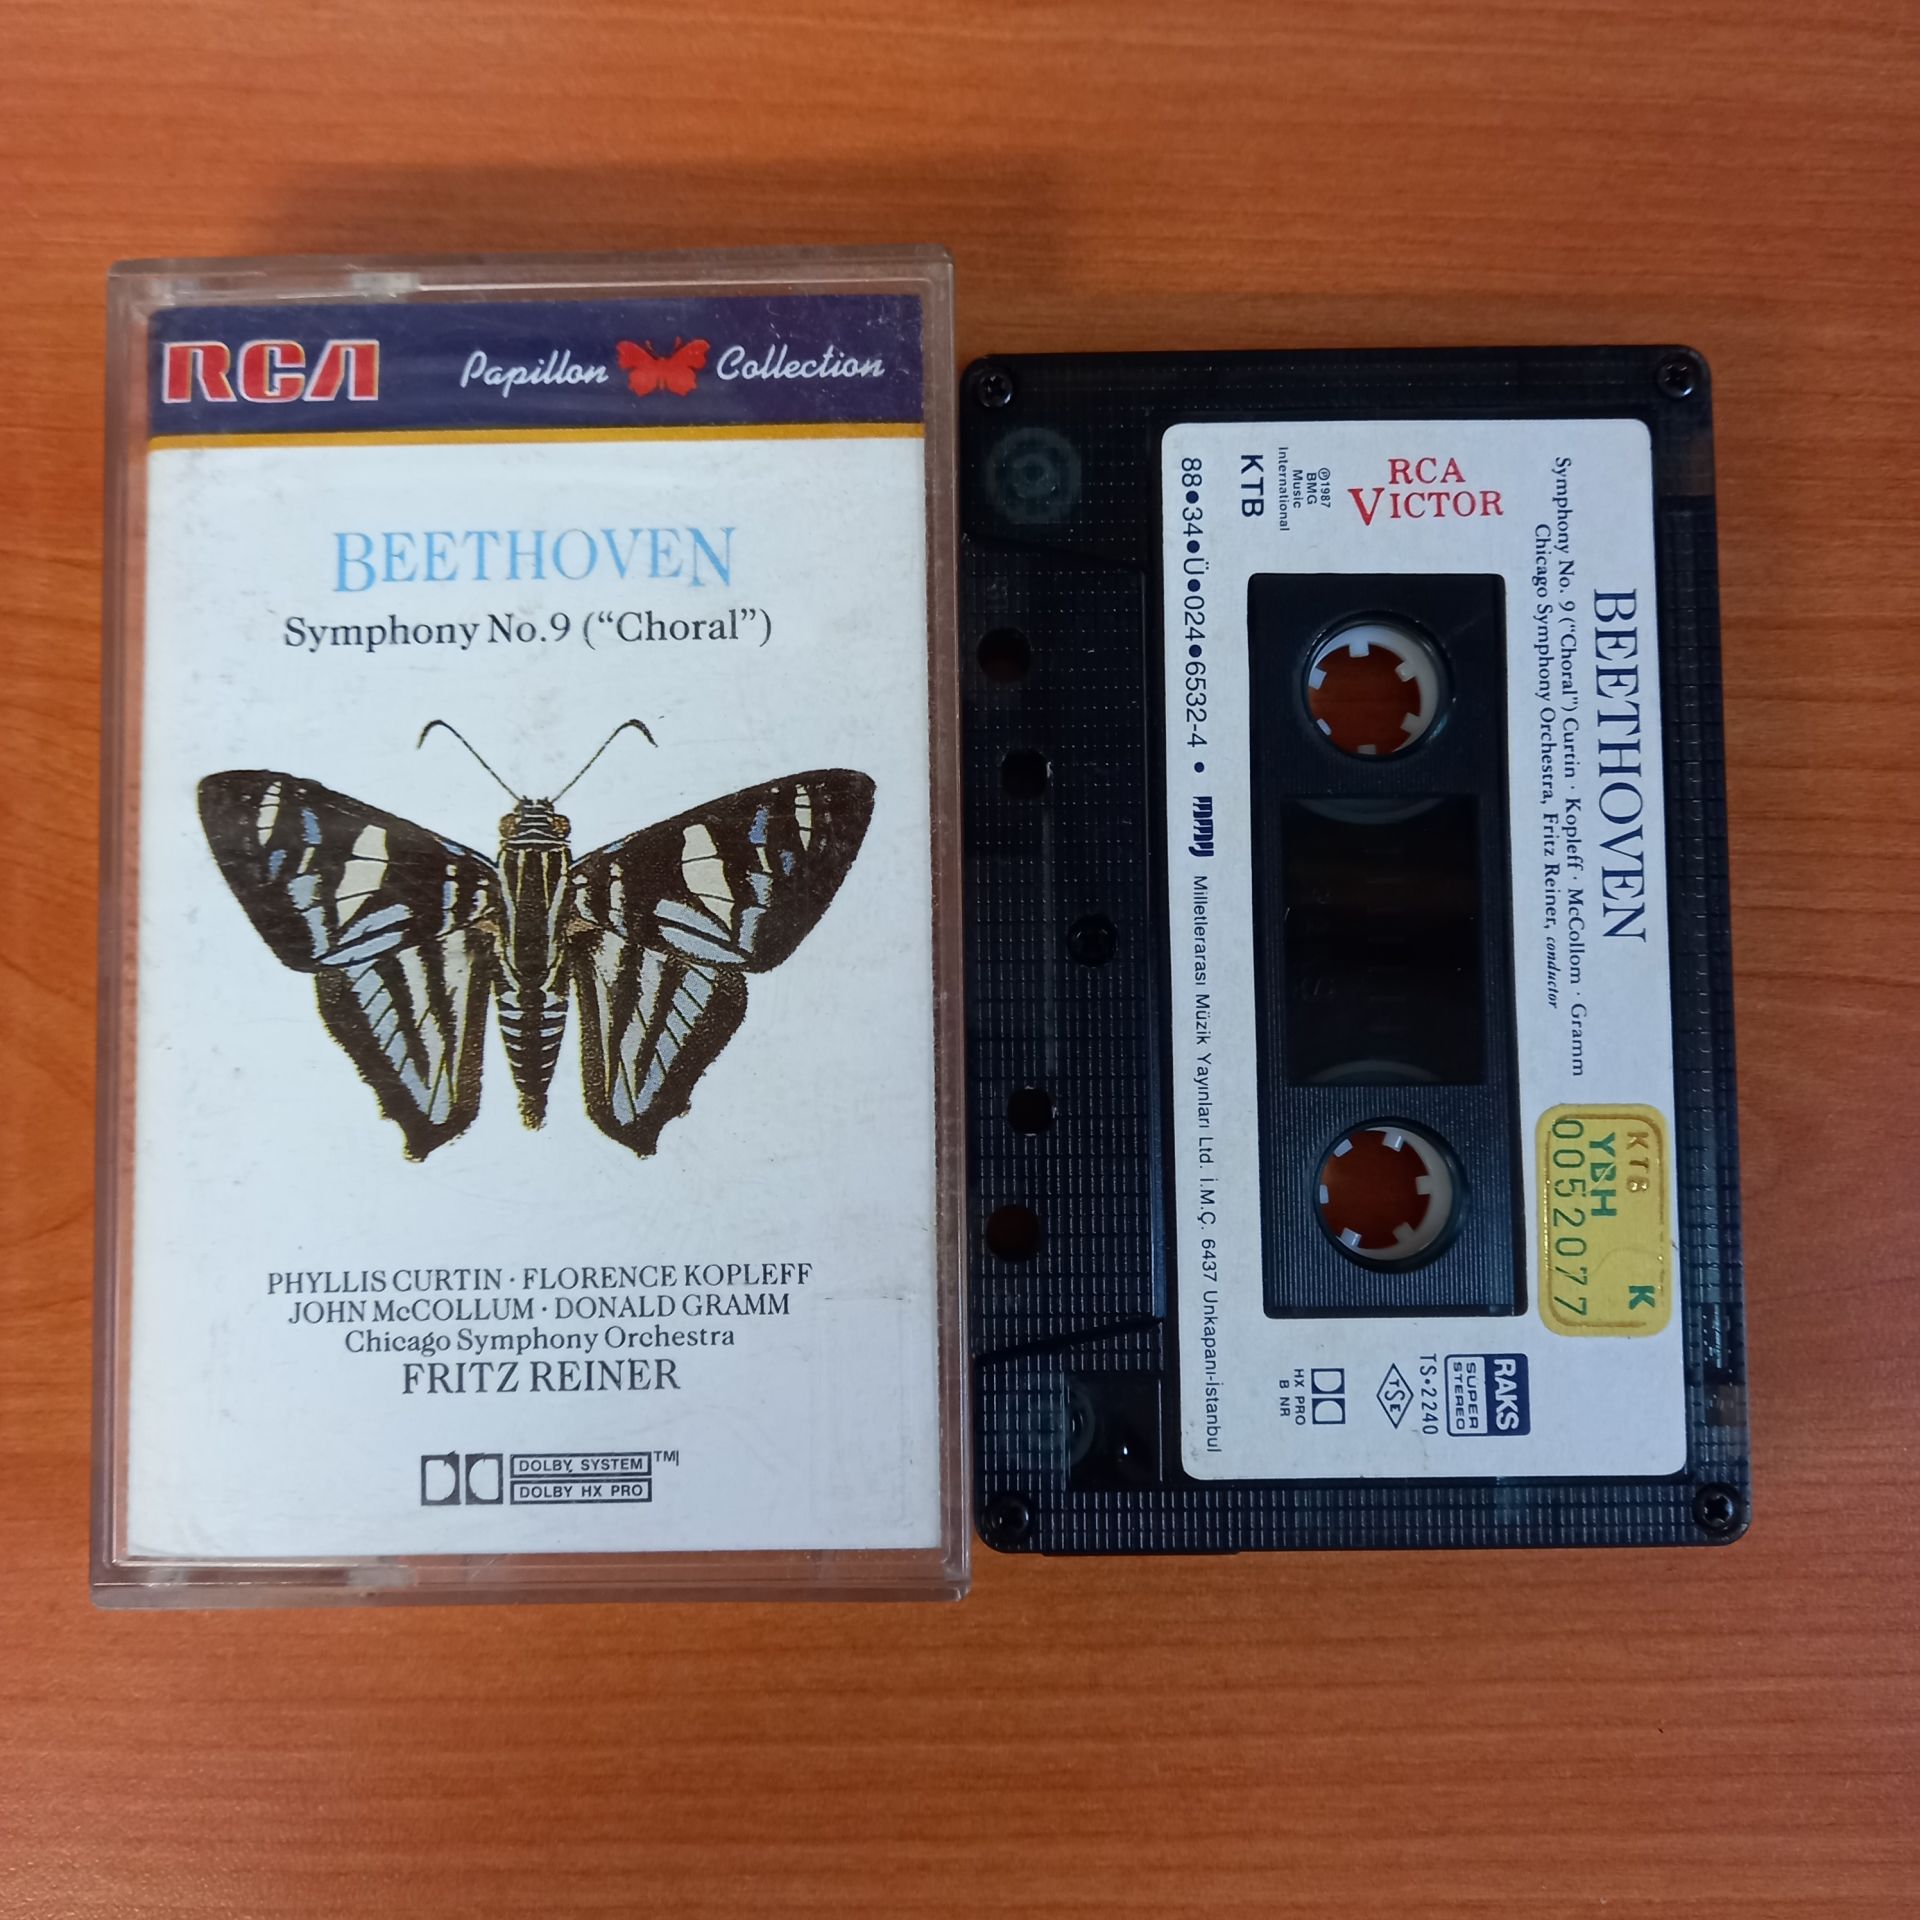 RCA Papillon Collection
BEETHOVEN
Symphony No.9 (“Choral”)
PHYLLIS CURTIN · FLORENCE KOPLEFF
JOHN McCOLLUM · DONALD GRAMM
Chicago Symphony Orchestra
FRITZ REINER
DOLBY SYSTEM TM
DOLBY HX PRO
BEETHOVEN
Symphony No. 9 (“Choral”) Curtin · Kopleff · McCollom · Gramm
Chicago Symphony Orchestra, Fritz Reiner, conductor
RCA
VICTOR
℗1987
BMG
Music
International
KTB
KTB
YBH K
0052077
RAKS
SUPER
STEREO
TS•2240
TSE
HX PRO
B NR
88•34•Ü•024•6532-4 • Milletlerarası Müzik Yayınları Ltd. İ.M.Ç. 6437 Unkapanı-İstanbul